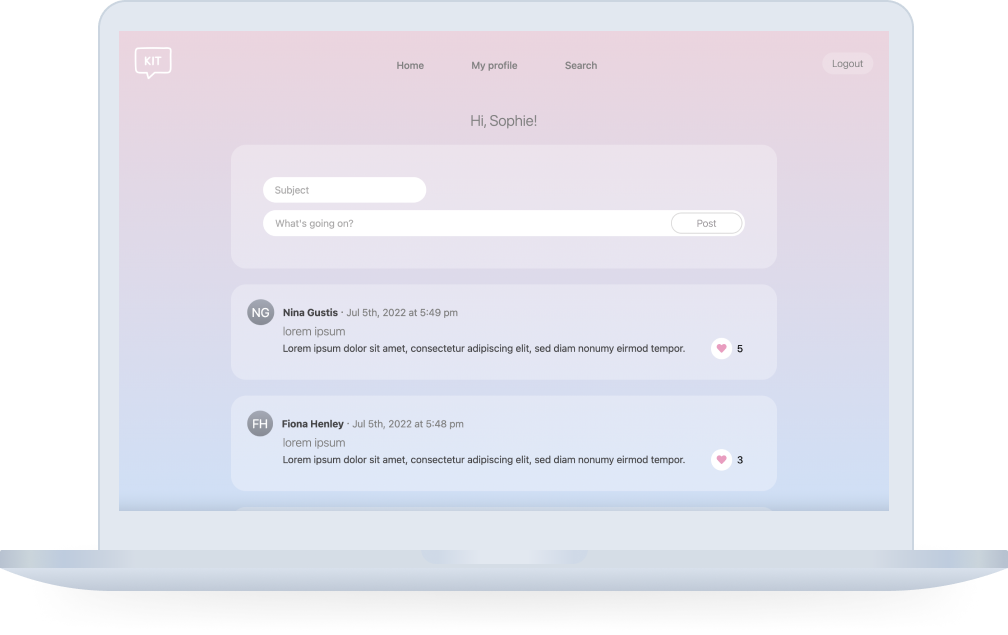 KIT
Home My profile Search Logout
Hi, Sophie!
Subject
What's going on? Post
NG Nina Gustis · Jul 5th, 2022 at 5:49 pm
lorem ipsum
Lorem ipsum dolor sit amet, consectetur adipiscing elit, sed diam nonumy eirmod tempor. 5
FH Fiona Henley · Jul 5th, 2022 at 5:48 pm
lorem ipsum
Lorem ipsum dolor sit amet, consectetur adipiscing elit, sed diam nonumy eirmod tempor. 3